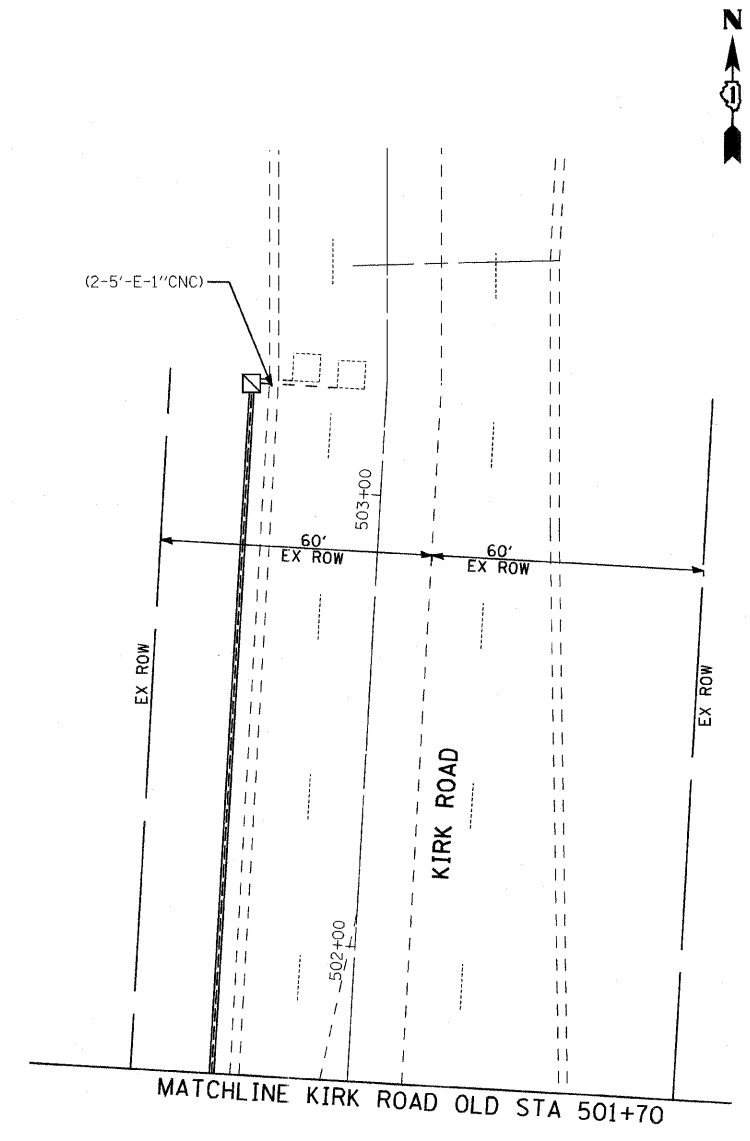 N
1
(2-5'-E-1"CNC)
503+00
60'
EX ROW
60'
EX ROW
EX ROW
EX ROW
KIRK ROAD
502+00
MATCHLINE KIRK ROAD OLD STA 501+70